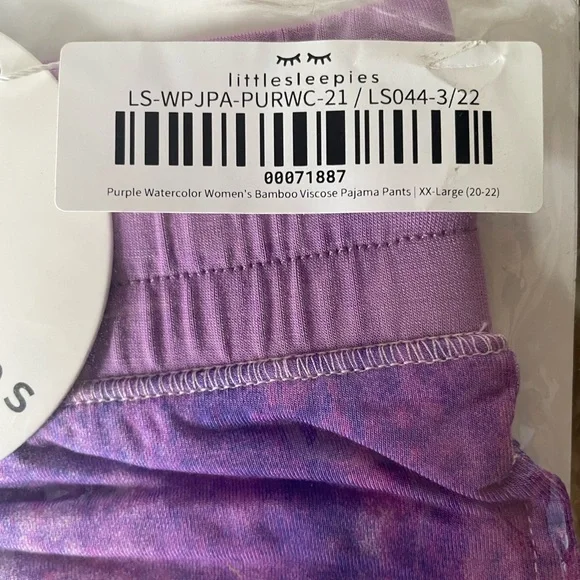 littlesleepies
LS-WPJPA-PURWC-21 / LS044-3/22
00071887
Purple Watercolor Women's Bamboo Viscose Pajama Pants | XX-Large (20-22)